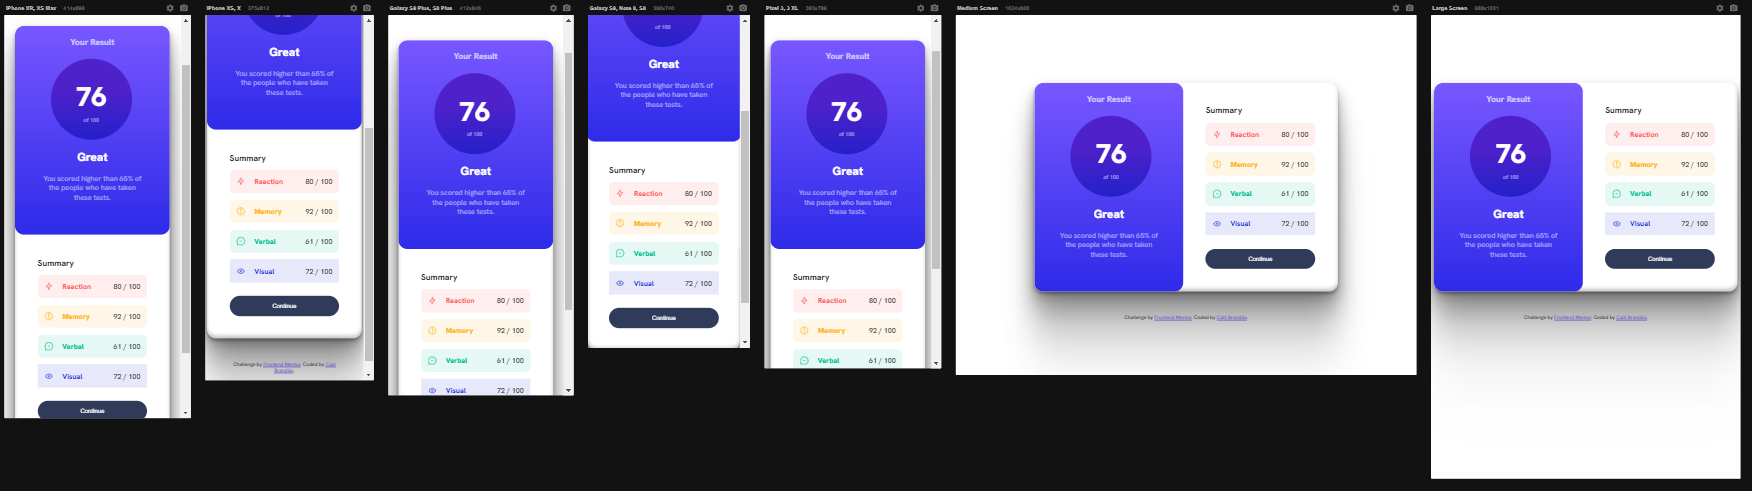 iPhone XR, XS Max 414x896
Your Result
76
of 100
Great
You scored higher than 65% of
the people who have taken
these tests.
Summary
Reaction 80 / 100
Memory 92 / 100
Verbal 61 / 100
Visual 72 / 100
Continue
iPhone XS, X 375x812
of 100
Great
You scored higher than 65% of
the people who have taken
these tests.
Summary
Reaction 80 / 100
Memory 92 / 100
Verbal 61 / 100
Visual 72 / 100
Continue
Challenge by Frontend Mentor. Coded by Cauê
Brandão.
Galaxy S9 Plus, S8 Plus 412x846
Your Result
76
of 100
Great
You scored higher than 65% of
the people who have taken
these tests.
Summary
Reaction 80 / 100
Memory 92 / 100
Verbal 61 / 100
Visual 72 / 100
Galaxy S9, Note 8, S8 360x740
of 100
Great
You scored higher than 65% of
the people who have taken
these tests.
Summary
Reaction 80 / 100
Memory 92 / 100
Verbal 61 / 100
Visual 72 / 100
Continue
Pixel 3, 3 XL 393x786
Your Result
76
of 100
Great
You scored higher than 65% of
the people who have taken
these tests.
Summary
Reaction 80 / 100
Memory 92 / 100
Verbal 61 / 100
Medium Screen 1024x800
Your Result
76
of 100
Great
You scored higher than 65% of
the people who have taken
these tests.
Summary
Reaction 80 / 100
Memory 92 / 100
Verbal 61 / 100
Visual 72 / 100
Continue
Challenge by Frontend Mentor. Coded by Cauê Brandão.
Large Screen
Your Result
76
of 100
Great
You scored higher than 65% of
the people who have taken
these tests.
Summary
Reaction 80 / 100
Memory 92 / 100
Verbal 61 / 100
Visual 72 / 100
Continue
Challenge by Frontend Mentor. Coded by Cauê Brandão.